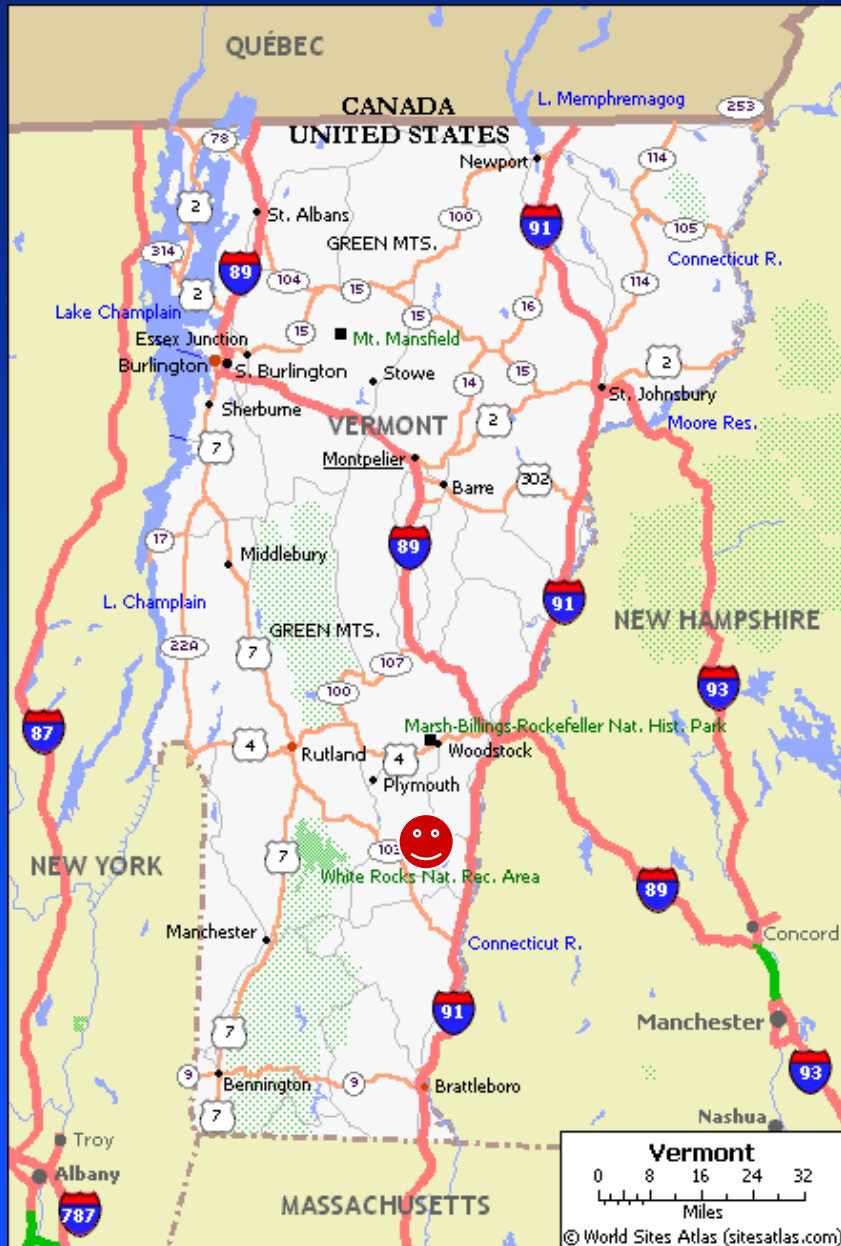 QUÉBEC
L. Memphremagog
253
CANADA
UNITED STATES
78
114
Newport
2
100
St. Albans
91
105
314
GREEN MTS.
Connecticut R.
89
104
15
114
2
16
Lake Champlain
15
15
Essex Junction
Mt. Mansfield
Burlington
S. Burlington
2
15
Stowe
14
St. Johnsbury
Sherburne
2
Moore Res.
VERMONT
7
Montpelier
302
Barre
17
89
Middlebury
L. Champlain
91
NEW HAMPSHIRE
GREEN MTS.
22A
7
107
93
100
87
Marsh-Billings-Rockefeller Nat. Hist. Park
4
Rutland
4
Woodstock
Plymouth
7
103
NEW YORK
White Rocks Nat. Rec. Area
89
Manchester
Connecticut R.
Concord
91
Manchester
7
9
Bennington
9
Brattleboro
93
7
Nashua
Troy
Albany
787
MASSACHUSETTS
Vermont
0 8 16 24 32
Miles
© World Sites Atlas (sitesatlas.com)